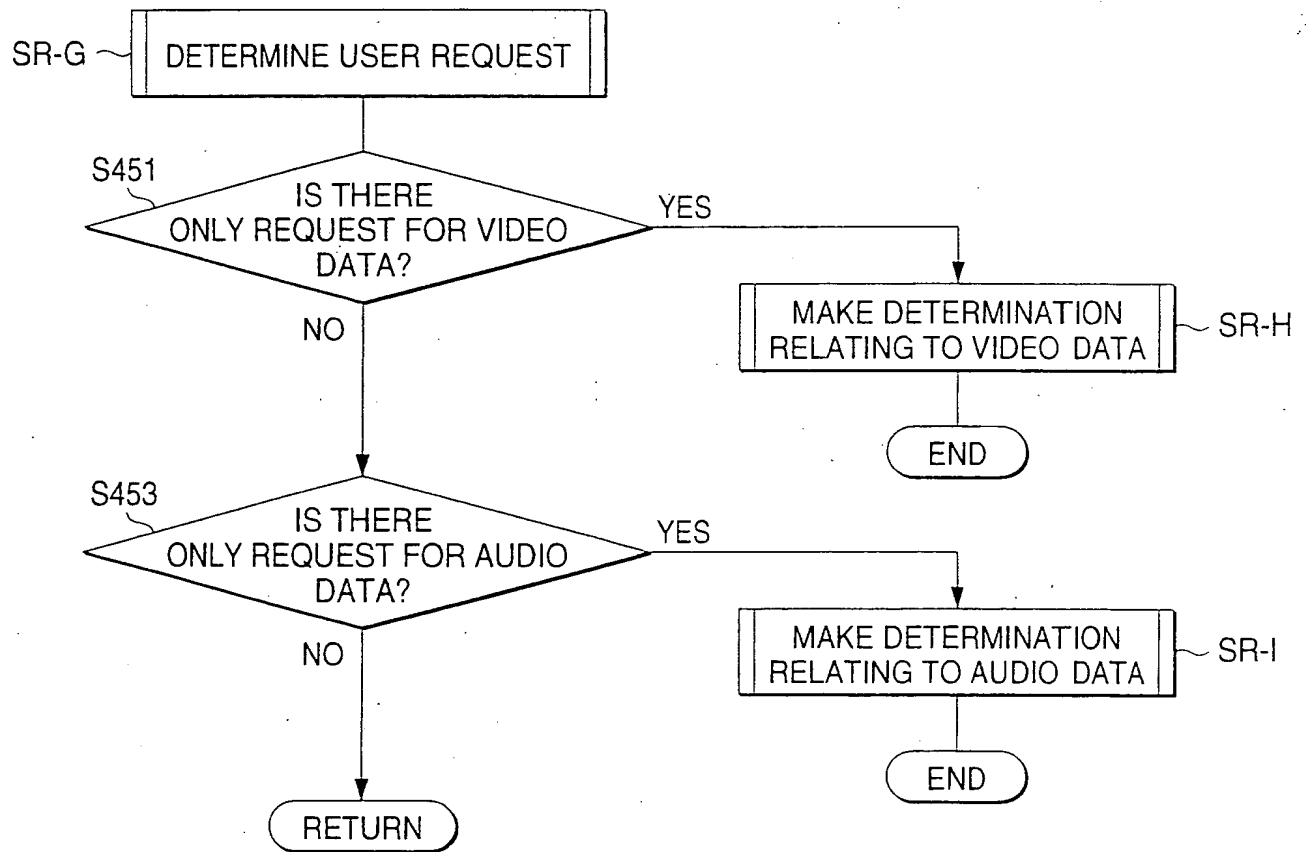 SR-G
DETERMINE USER REQUEST
S451
IS THERE
ONLY REQUEST FOR VIDEO
DATA?
YES
NO
MAKE DETERMINATION
RELATING TO VIDEO DATA
SR-H
END
S453
IS THERE
ONLY REQUEST FOR AUDIO
DATA?
YES
NO
MAKE DETERMINATION
RELATING TO AUDIO DATA
SR-I
END
RETURN